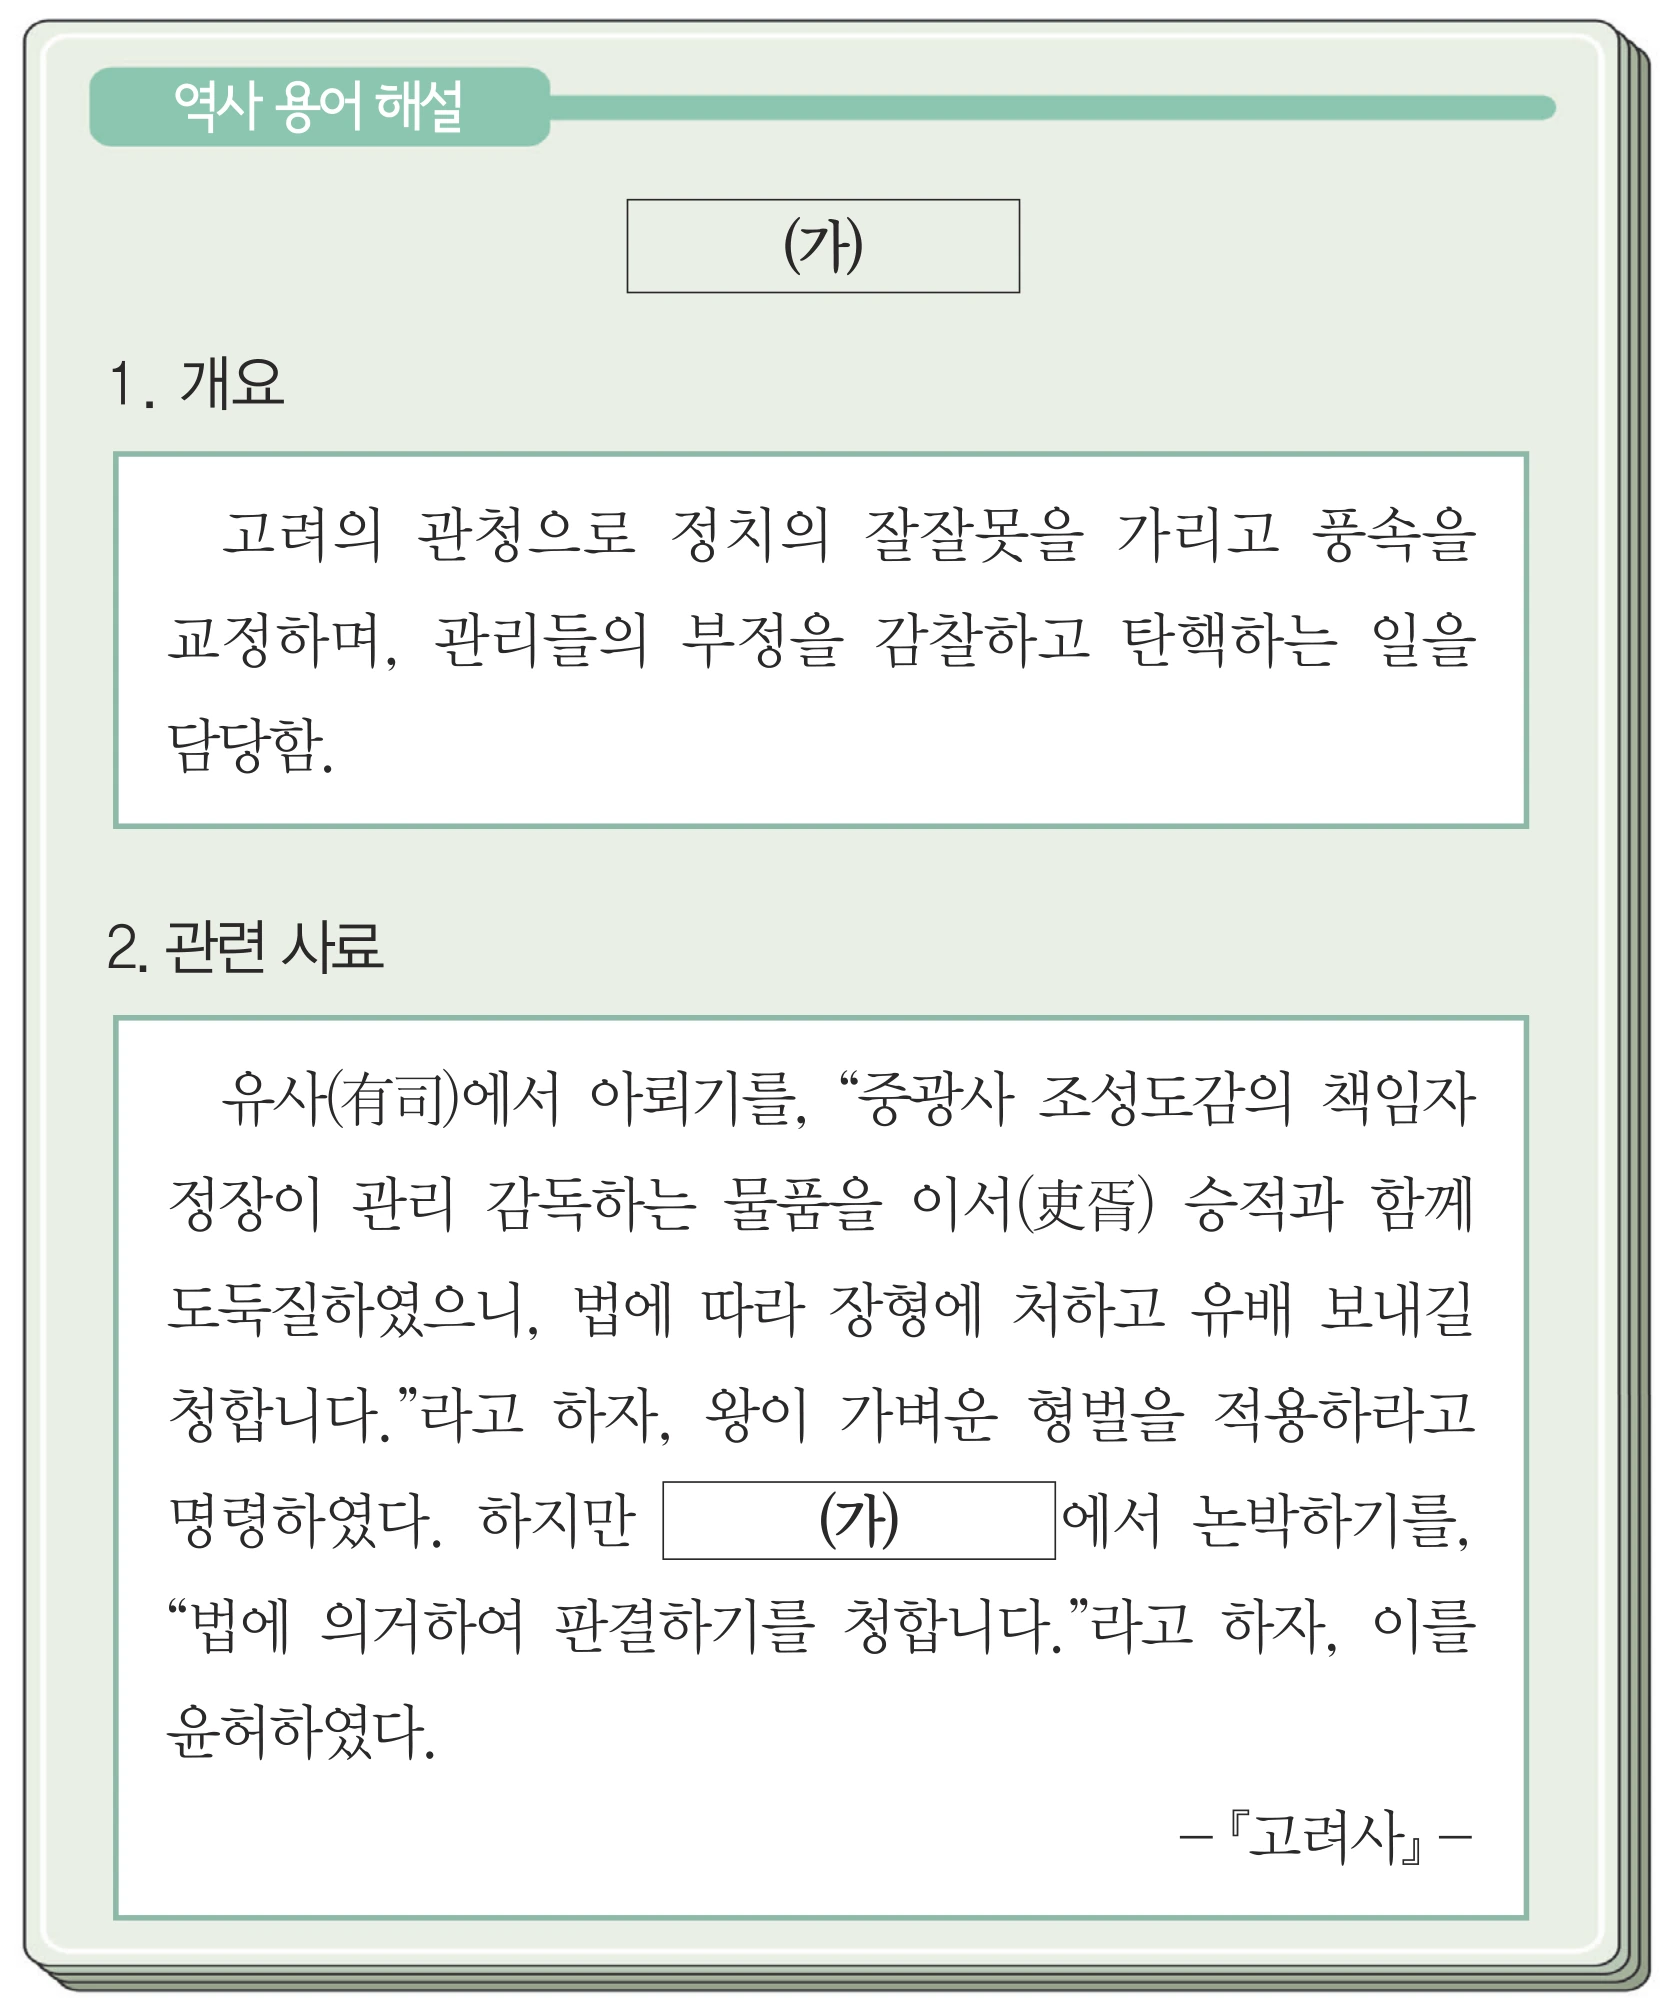 역사 용어 해설
(가)
1. 개요
고려의 관청으로 정치의 잘잘못을 가리고 풍속을
교정하며, 관리들의 부정을 감찰하고 탄핵하는 일을
담당함.
2. 관련 사료
유사(有司)에서 아뢰기를, “중광사 조성도감의 책임자
정장이 관리 감독하는 물품을 이서(吏胥) 승적과 함께
도둑질하였으니, 법에 따라 장형에 처하고 유배 보내길
청합니다.”라고 하자, 왕이 가벼운 형벌을 적용하라고
명령하였다. 하지만 (가) 에서 논박하기를,
“법에 의거하여 판결하기를 청합니다.”라고 하자, 이를
윤허하였다.
– 『고려사』 –